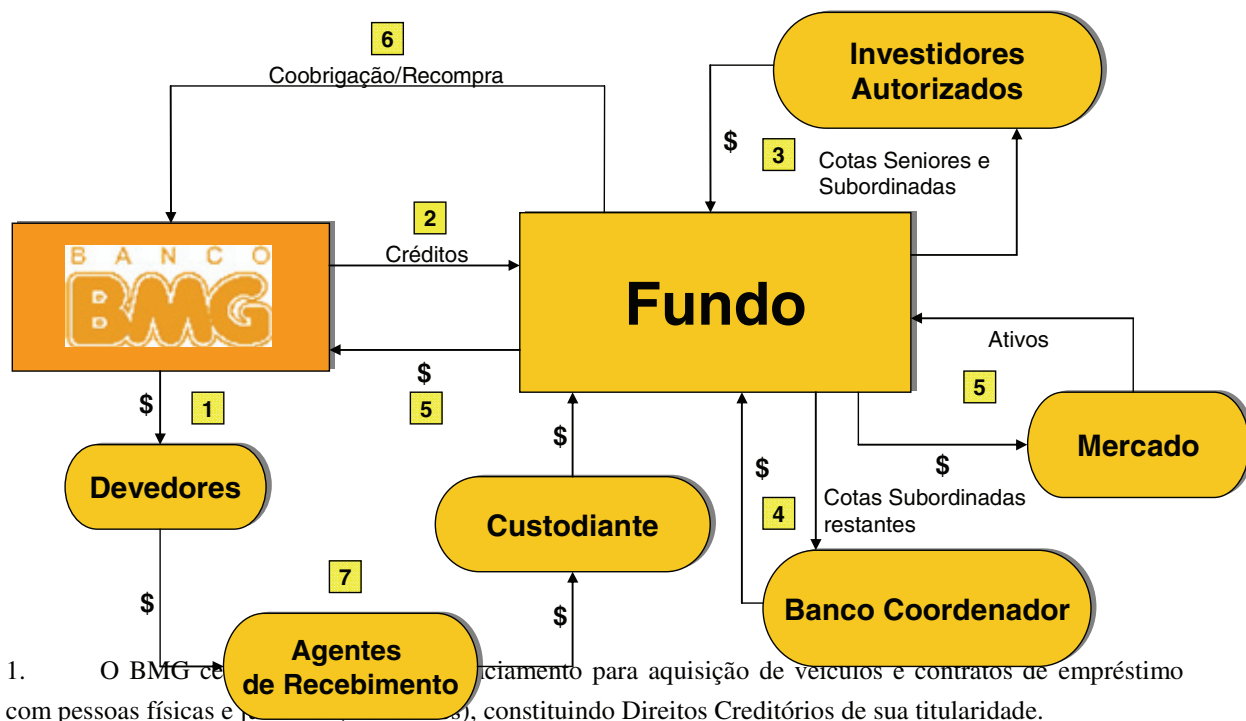 6
Coobrigação/Recompra
Investidores
Autorizados
$
3
Cotas Seniores e
Subordinadas
BANCO
BMG
2
Créditos
Fundo
Ativos
$
5
5
$
1
$
Mercado
$
Devedores
Custodiante
$
4
Cotas Subordinadas
restantes
$
7
$
Banco Coordenador
Agentes
de Recebimento
1. O BMG ciamento para aquisição de veículos e contratos de empréstimo
com pessoas físicas e constituindo Direitos Creditórios de sua titularidade.